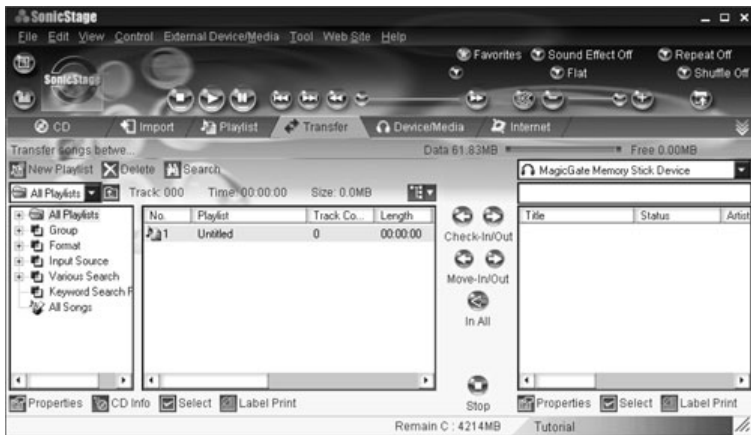 SonicStage
File Edit View Control External Device/Media Tool Web Site Help
SonicStage
Favorites Sound Effect Off Repeat Off
Flat Shuffle Off
CD Import Playlist Transfer Device/Media Internet
Transfer songs betwe... Data 61.83MB Free 0.00MB
New Playlist Delete Search
MagicGate Memory Stick Device
All Playlists Track: 000 Time: 00:00:00 Size: 0.0MB
All Playlists
Group
Format
Input Source
Various Search
Keyword Search F
All Songs
No. Playlist Track Co... Length
1 Untitled 0 00:00:00
Check-In/Out
Move-In/Out
In All
Stop
Title Status Artist
Properties CD Info Select Label Print
Properties Select Label Print
Remain C : 4214MB Tutorial